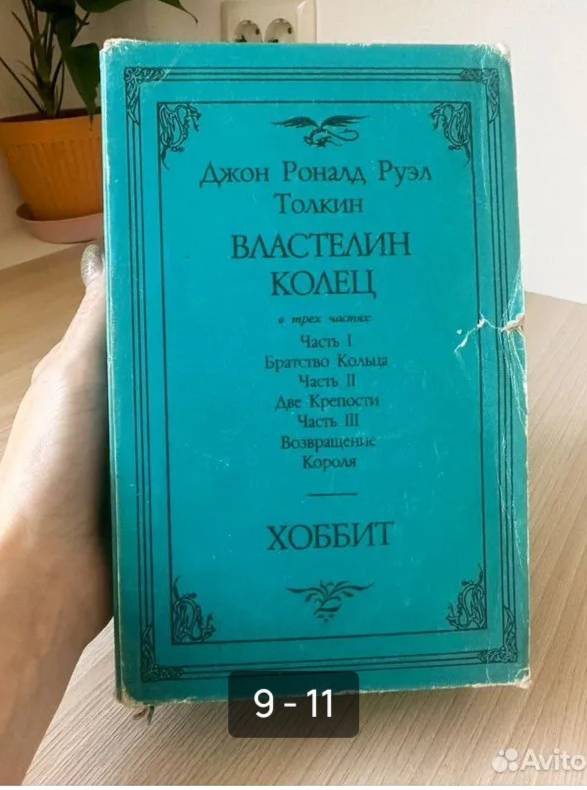 Джон Роналд Руэл
Толкин
ВЛАСТЕЛИН
КОЛЕЦ
в трех частях
Часть I
Братство Кольца
Часть II
Две Крепости
Часть III
Возвращение
Короля
ХОББИТ
9 - 11
Avito